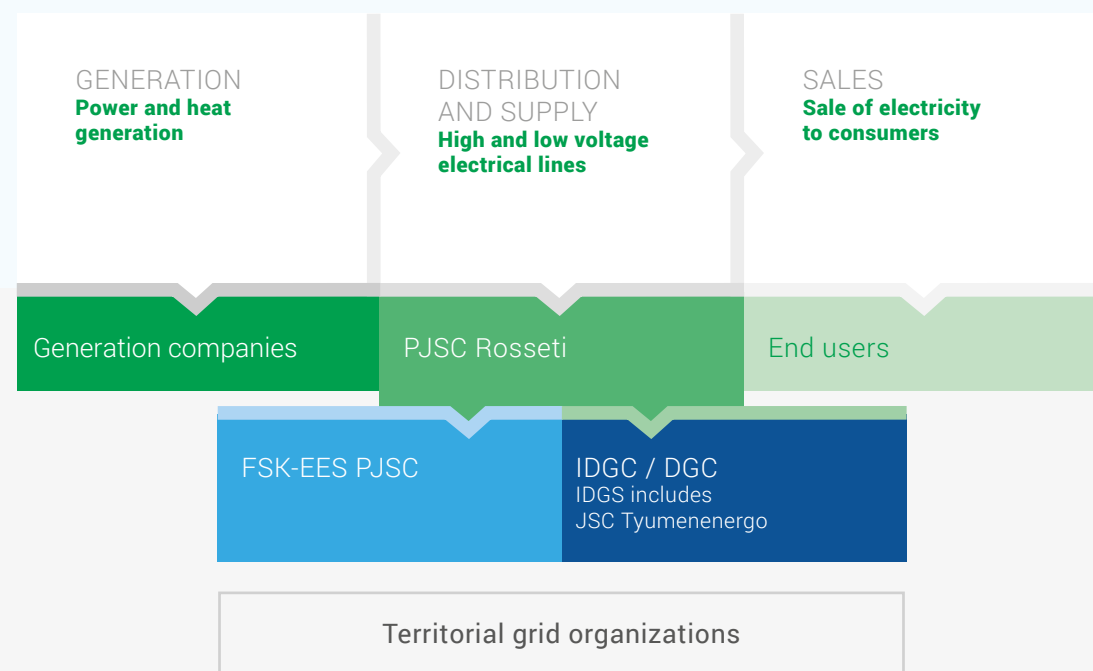 GENERATION
Power and heat
generation
DISTRIBUTION
AND SUPPLY
High and low voltage
electrical lines
SALES
Sale of electricity
to consumers
Generation companies
PJSC Rosseti
End users
FSK-EES PJSC
IDGC / DGC
IDGS includes
JSC Tyumenenergo
Territorial grid organizations